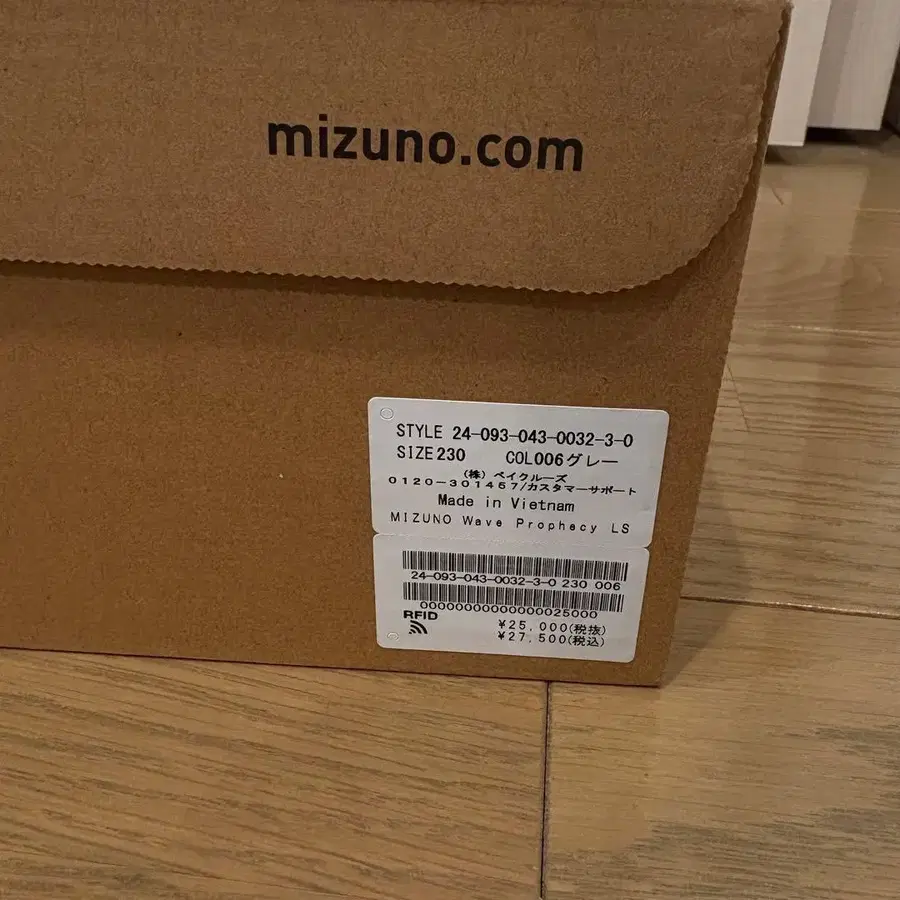 mizuno.com
STYLE 24-093-043-0032-3-0
SIZE 230 COL006グレー
(株) ベイクルーズ
0120-301457/カスタマーサポート
Made in Vietnam
MIZUNO Wave Prophecy LS
24-093-043-0032-3-0 230 006
00000000000000025000
RFID
¥25,000(税抜)
¥27,500(税込)